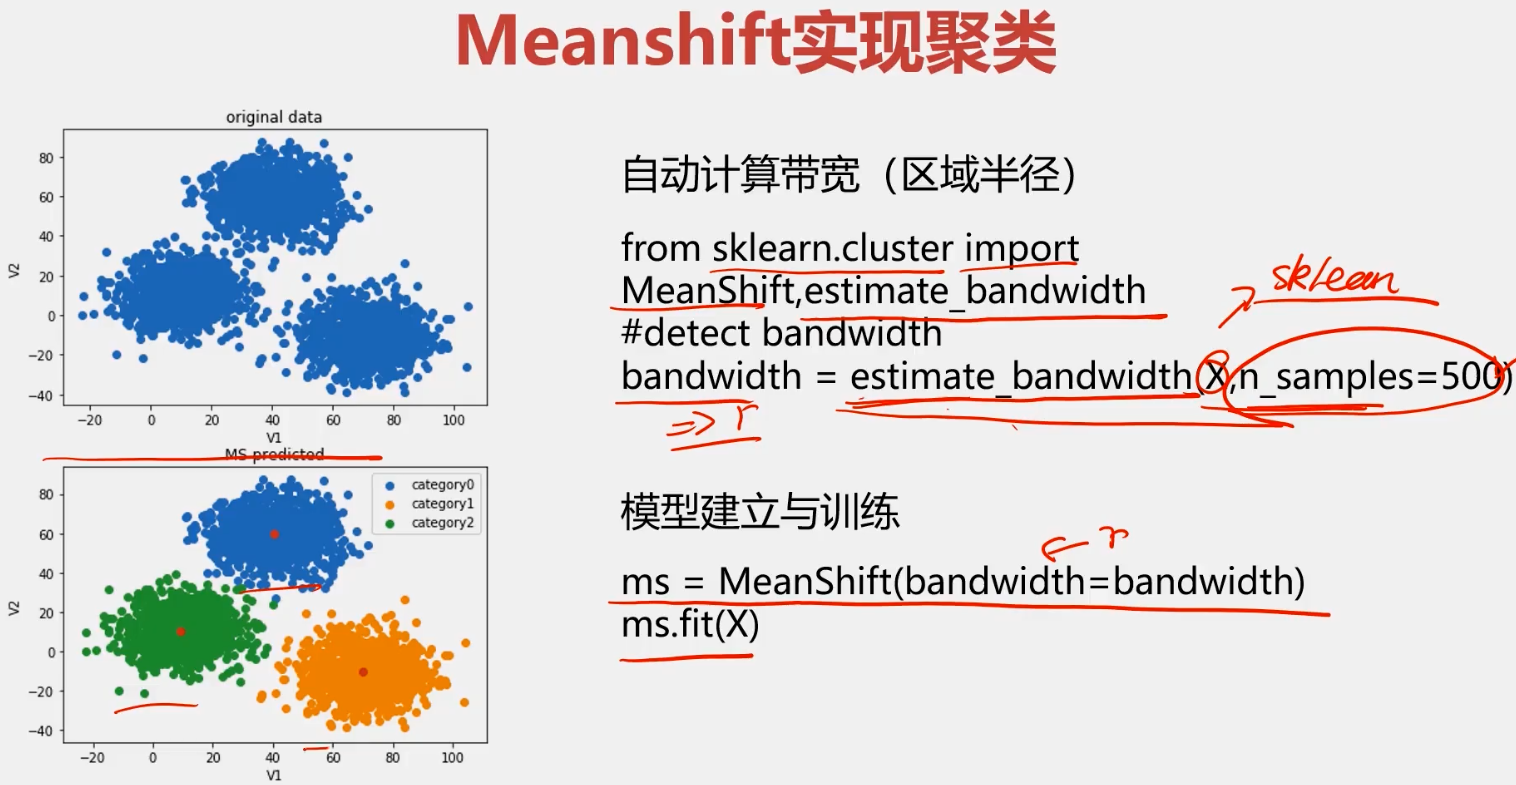 Meanshift实现聚类
original data
80
60
40
20
0
−20
−40
−20 0 20 40 60 80 100
V1
V2
MS predicted
category0
category1
category2
80
60
40
20
0
−20
−40
−20 0 20 40 60 80 100
V1
V2
自动计算带宽（区域半径）
from sklearn.cluster import
MeanShift,estimate_bandwidth
#detect bandwidth
bandwidth = estimate_bandwidth(X,n_samples=500)
sklean
=> r
模型建立与训练
r
ms = MeanShift(bandwidth=bandwidth)
ms.fit(X)